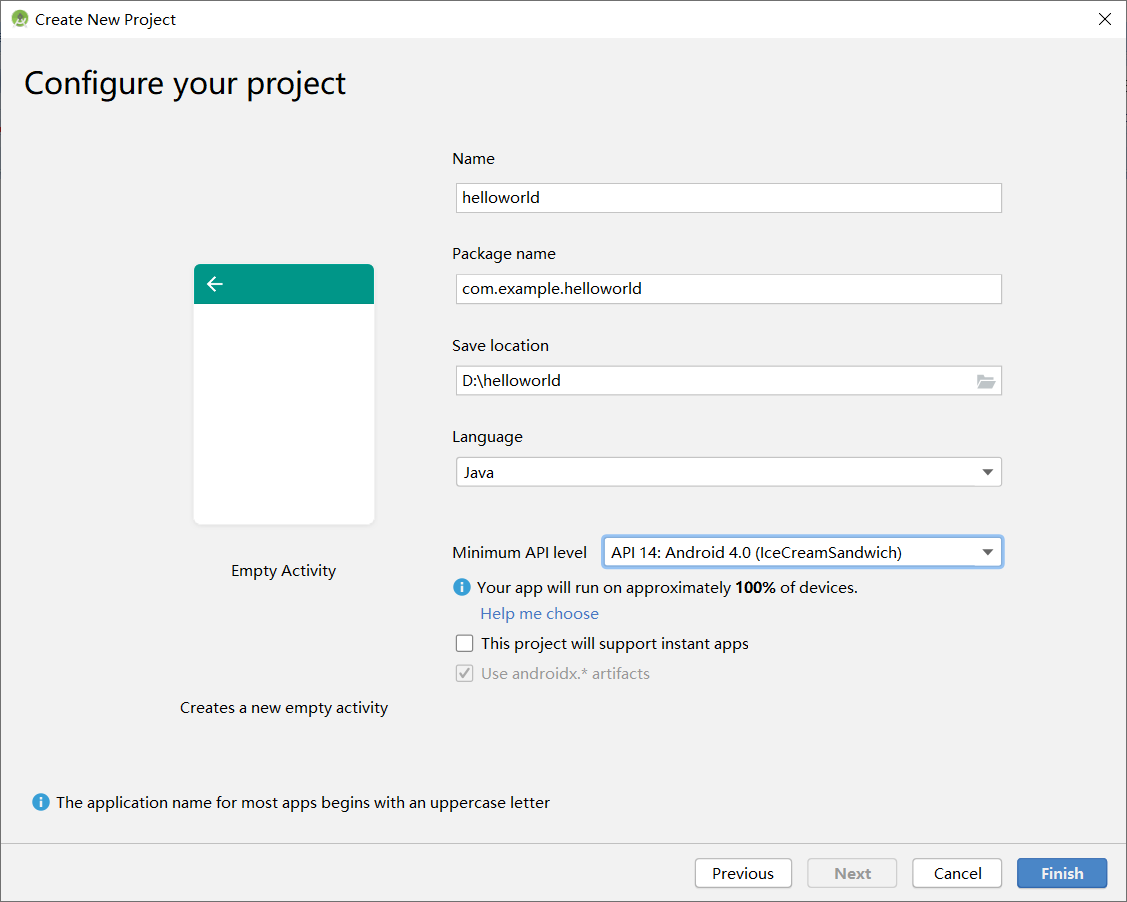 Create New Project
Configure your project
Name
helloworld
Package name
com.example.helloworld
Save location
D:\helloworld
Language
Java
Minimum API level API 14: Android 4.0 (IceCreamSandwich)
Your app will run on approximately 100% of devices.
Help me choose
This project will support instant apps
Use androidx.* artifacts
Empty Activity
Creates a new empty activity
The application name for most apps begins with an uppercase letter
Previous Next Cancel Finish